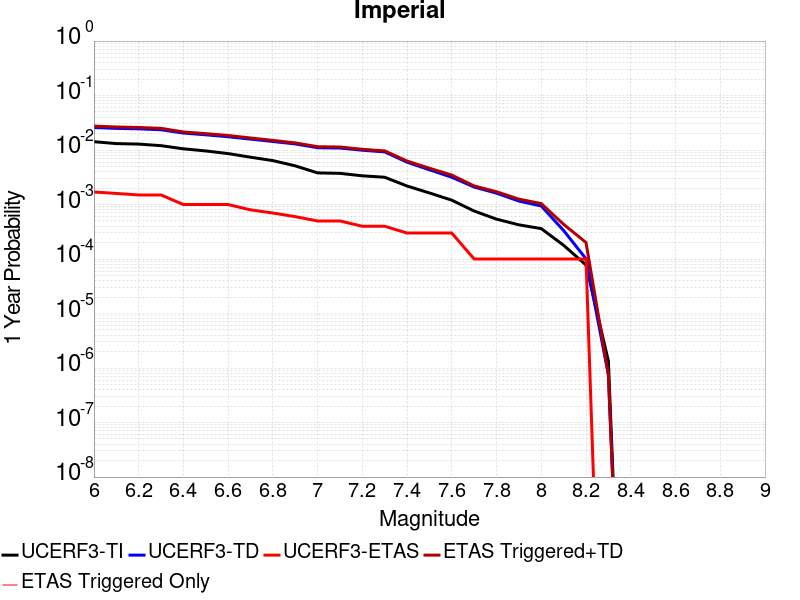 Imperial
10^0
10^-1
10^-2
10^-3
10^-4
10^-5
10^-6
10^-7
10^-8
1 Year Probability
6 6.2 6.4 6.6 6.8 7 7.2 7.4 7.6 7.8 8 8.2 8.4 8.6 8.8 9
Magnitude
UCERF3-TI UCERF3-TD UCERF3-ETAS ETAS Triggered+TD
ETAS Triggered Only